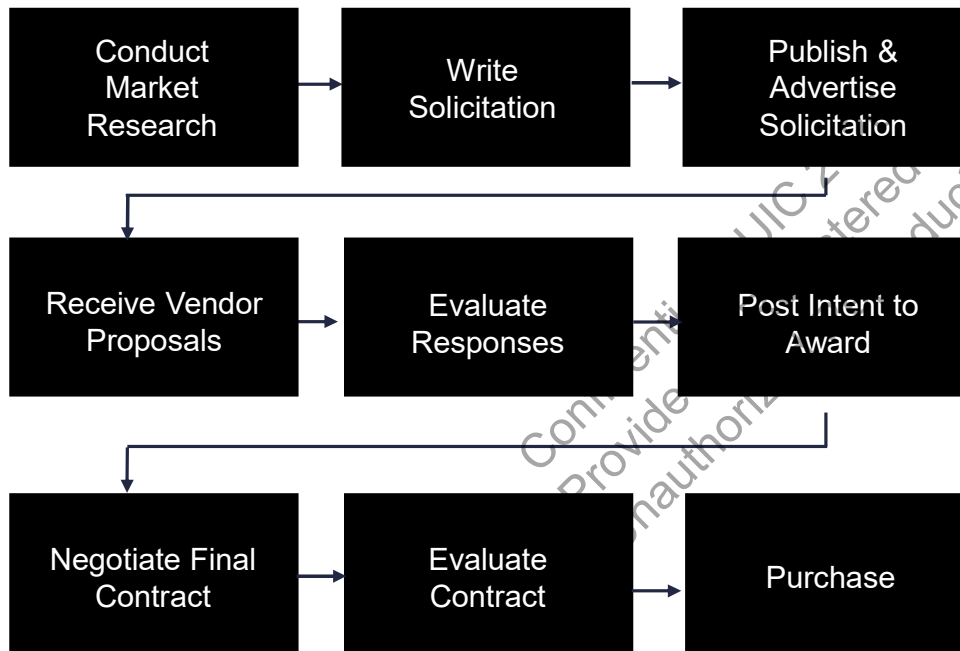 Conduct
Market
Research
Write
Solicitation
Publish &
Advertise
Solicitation
Receive Vendor
Proposals
Evaluate
Responses
Post Intent to
Award
Negotiate Final
Contract
Evaluate
Contract
Purchase